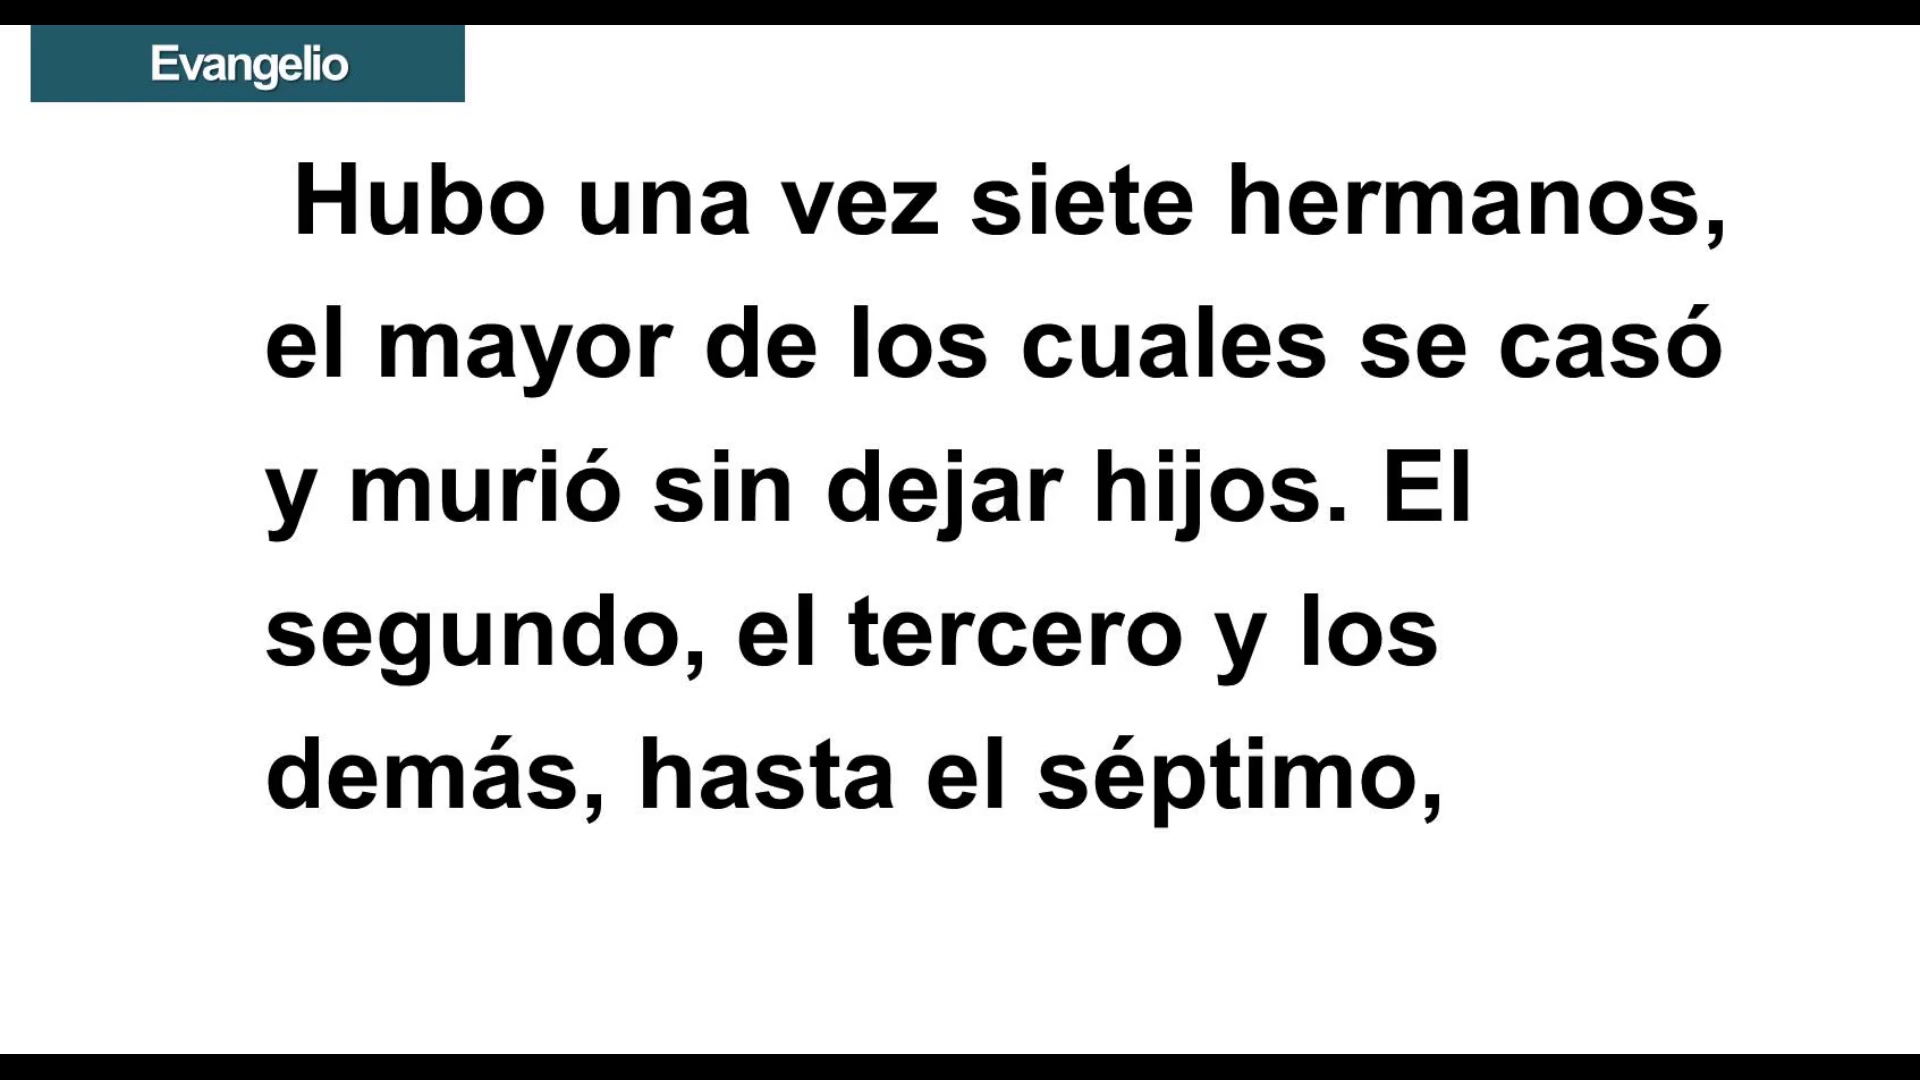 Evangelio
Hubo una vez siete hermanos,
el mayor de los cuales se casó
y murió sin dejar hijos. El
segundo, el tercero y los
demás, hasta el séptimo,